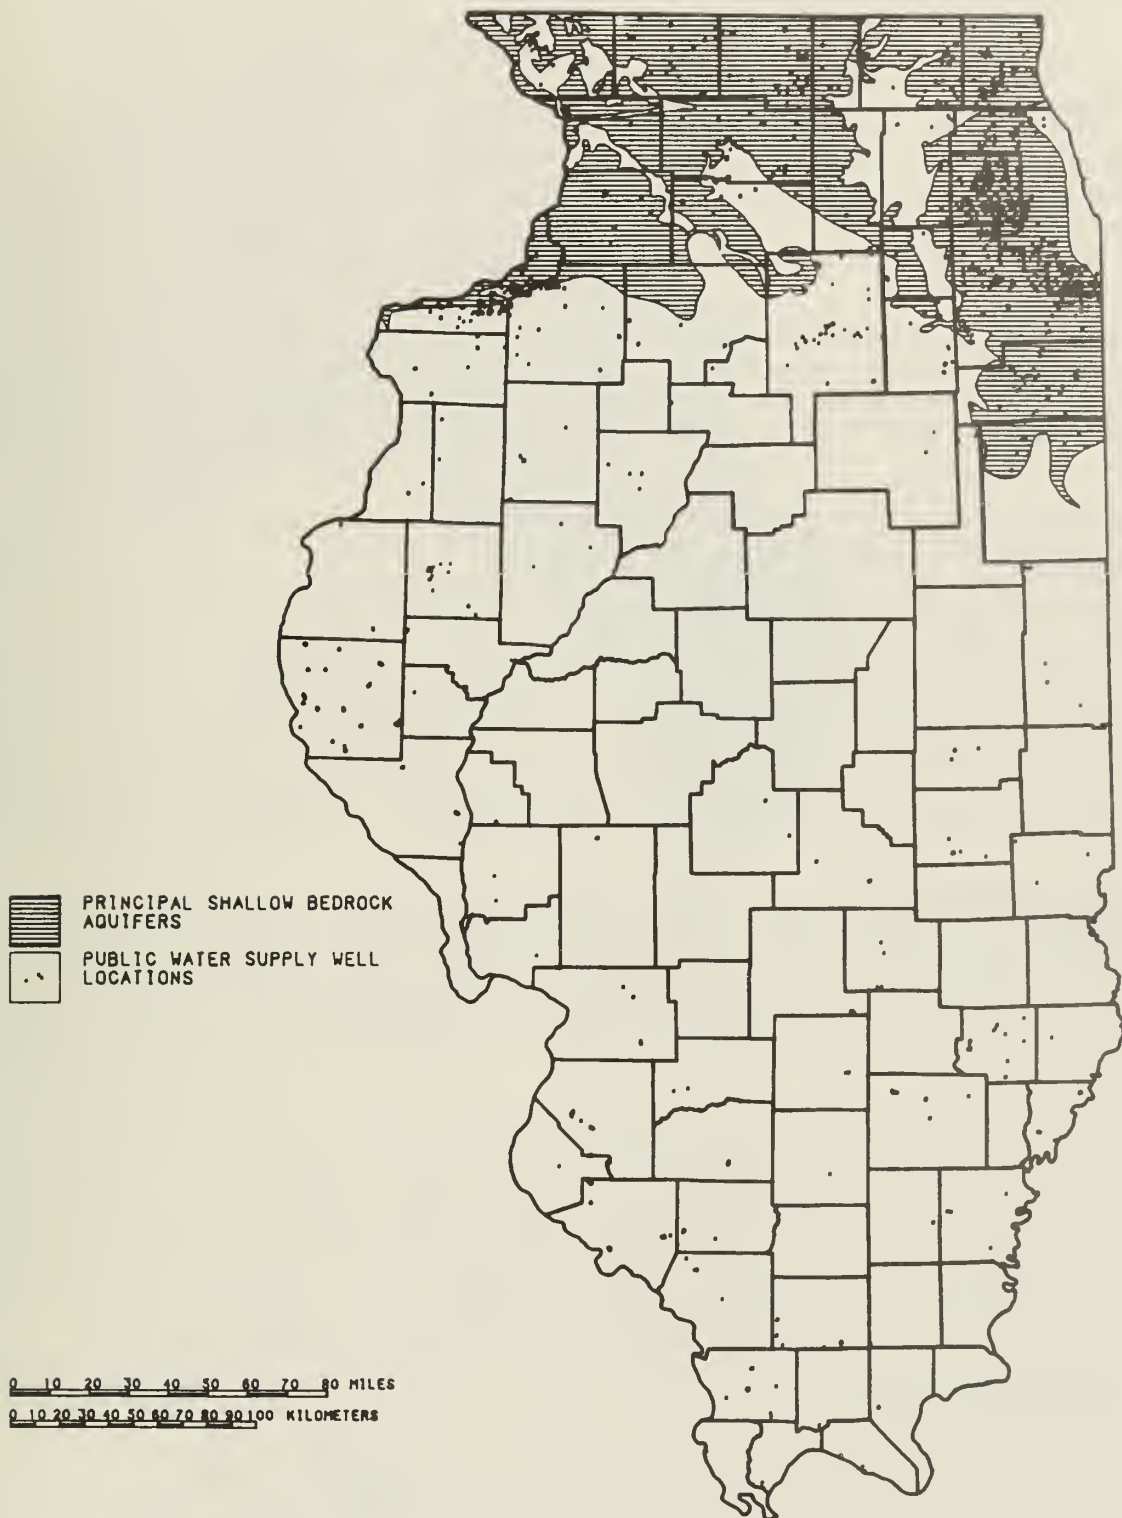 PRINCIPAL SHALLOW BEDROCK
AQUIFERS
PUBLIC WATER SUPPLY WELL
LOCATIONS
0 10 20 30 40 50 60 70 80 MILES
0 10 20 30 40 50 60 70 80 90 100 KILOMETERS